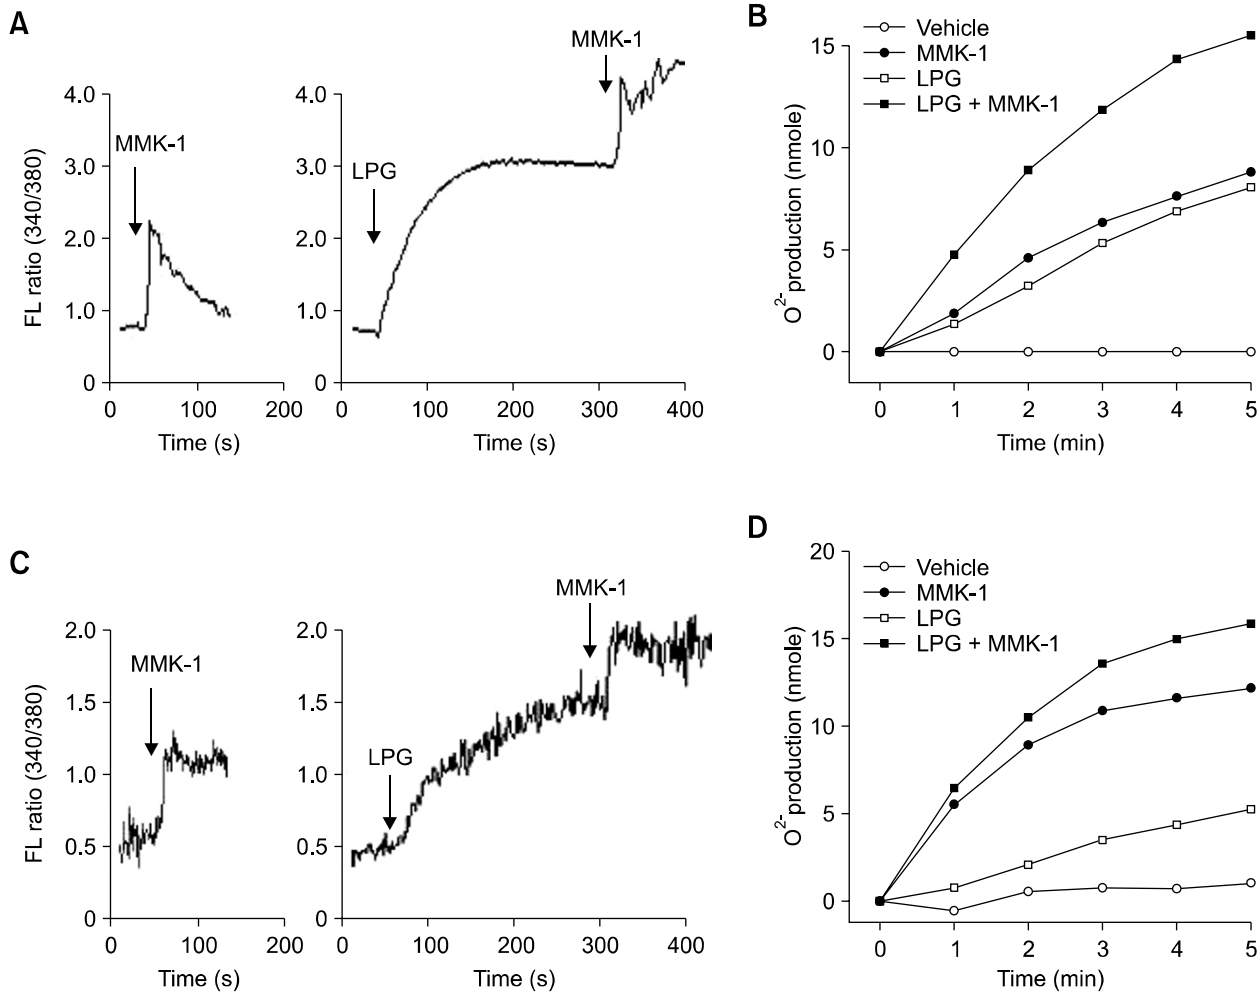 A
MMK-1
LPG
MMK-1
FL ratio (340/380)
4.0
3.0
2.0
1.0
0
0 100 200
Time (s)
4.0
3.0
2.0
1.0
0
0 100 200 300 400
Time (s)
B
Vehicle
MMK-1
LPG
LPG + MMK-1
O2- production (nmole)
15
10
5
0
0 1 2 3 4 5
Time (min)
C
MMK-1
LPG
MMK-1
FL ratio (340/380)
2.0
1.5
1.0
0.5
0
0 100 200
Time (s)
2.0
1.5
1.0
0.5
0
0 100 200 300 400
Time (s)
D
Vehicle
MMK-1
LPG
LPG + MMK-1
O2- production (nmole)
20
15
10
5
0
0 1 2 3 4 5
Time (min)